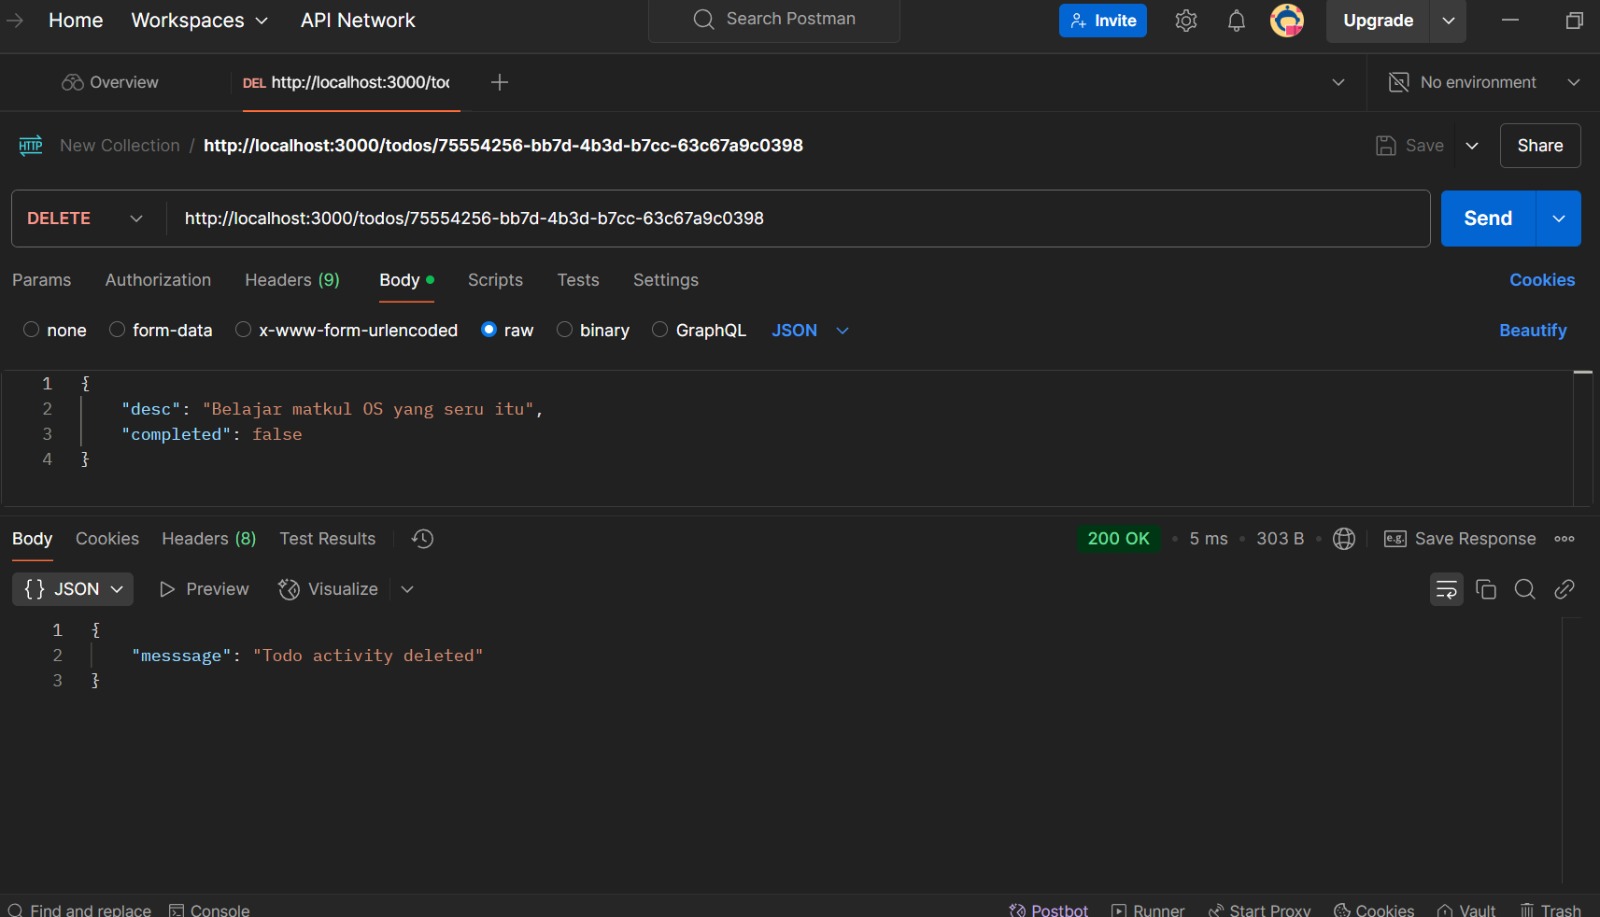 Home Workspaces API Network Search Postman Invite Upgrade
Overview DEL http://localhost:3000/too No environment
New Collection / http://localhost:3000/todos/75554256-bb7d-4b3d-b7cc-63c67a9c0398 Save Share
DELETE http://localhost:3000/todos/75554256-bb7d-4b3d-b7cc-63c67a9c0398 Send
Params Authorization Headers (9) Body Scripts Tests Settings Cookies
none form-data x-www-form-urlencoded raw binary GraphQL JSON Beautify
1 {
2 "desc": "Belajar matkul OS yang seru itu",
3 "completed": false
4 }
Body Cookies Headers (8) Test Results 200 OK • 5 ms • 303 B • e.g. Save Response
{} JSON Preview Visualize
1 {
2 "messsage": "Todo activity deleted"
3 }
Find and replace Console Postbot Runner Start Proxy Cookies Vault Trash